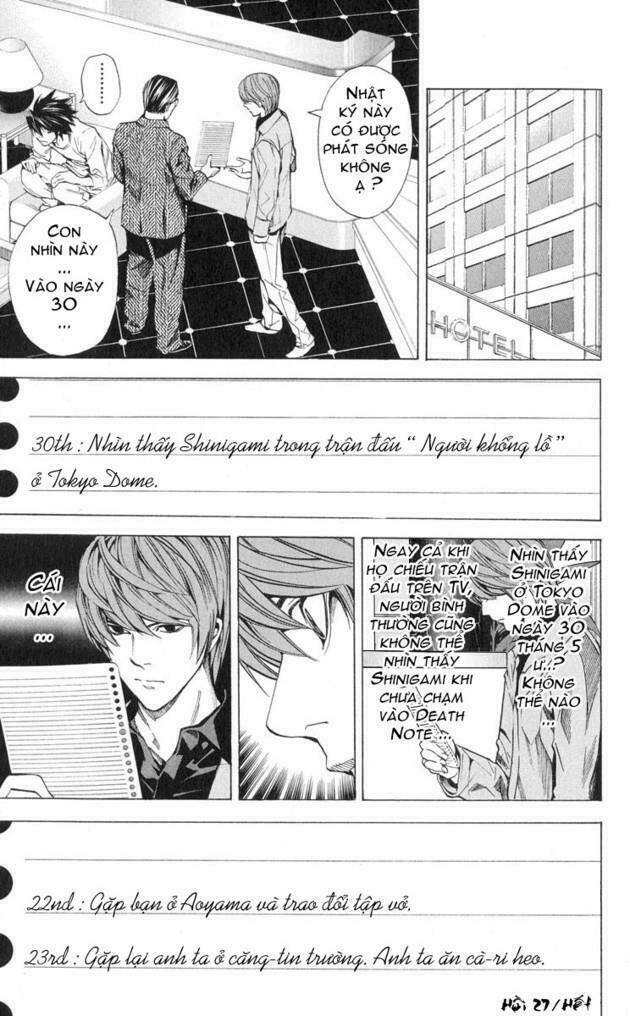 NHẬT
KÝ NÀY
CÓ ĐƯỢC
PHÁT SÓNG
KHÔNG
Ạ ?
......
CON
NHÌN NÀY
...
VÀO NGÀY
30
...
HOTEL
30th : Nhìn thấy Shinigami trong trận đấu “ Người khổng lồ ”
ở Tokyo Dome.
NHÌN THẤY
SHINIGAMI
Ở TOKYO
DOME VÀO
NGÀY 30
THÁNG 5
Ư..?
KHÔNG
THỂ NÀO
...
NGAY CẢ KHI
HỌ CHIẾU TRẬN
ĐẤU TRÊN TV,
NGƯỜI BÌNH
THƯỜNG CŨNG
KHÔNG THỂ
NHÌN THẤY
SHINIGAMI KHI
CHƯA CHẠM
VÀO DEATH
NOTE ...
CÁI
NÀY
...
22nd : Gặp bạn ở Aoyama và trao đổi tập vở.
23rd : Gặp lại anh ta ở căng-tin trường. Anh ta ăn cà-ri heo.
HỒI 27 / HẾT